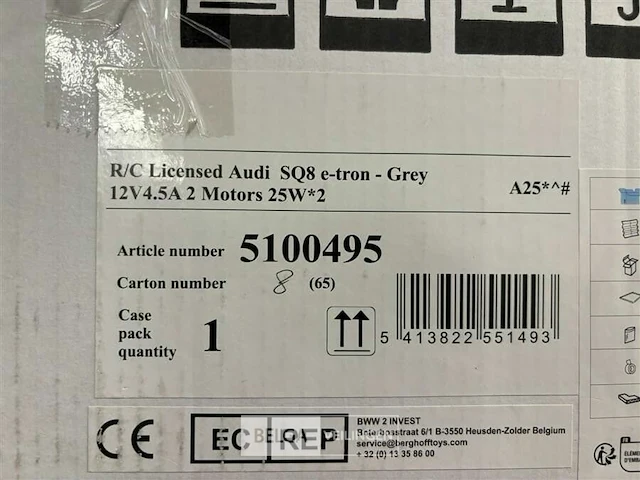 R/C Licensed Audi SQ8 e-tron - Grey
12V4.5A 2 Motors 25W*2
A25*^#
Article number 5100495
Carton number 8 (65)
Case
pack
quantity 1
5 413822 551493
CE EC REP
BWW 2 INVEST
6/1 B-3550 Heusden-Zolder Belgium
service@berghofftoys.com
+ 32 (0) 13 35 86 00